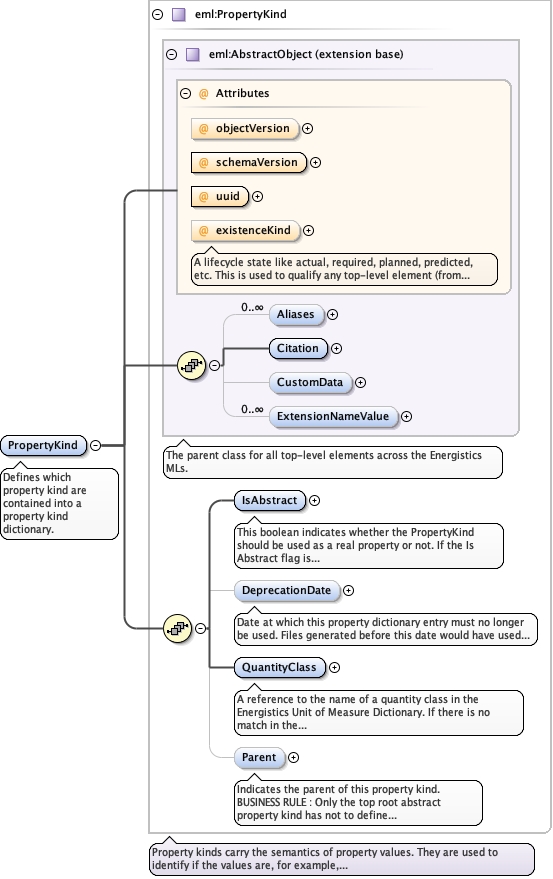 eml:PropertyKind
eml:AbstractObject (extension base)
@ Attributes
@ objectVersion
@ schemaVersion
@ uuid
@ existenceKind
A lifecycle state like actual, required, planned, predicted,
etc. This is used to qualify any top-level element (from...
0..∞
Aliases
Citation
CustomData
0..∞
ExtensionNameValue
The parent class for all top-level elements across the Energistics
MLs.
PropertyKind
Defines which
property kind are
contained into a
property kind
dictionary.
IsAbstract
This boolean indicates whether the PropertyKind
should be used as a real property or not. If the Is
Abstract flag is...
DeprecationDate
Date at which this property dictionary entry must no longer
be used. Files generated before this date would have used...
QuantityClass
A reference to the name of a quantity class in the
Energistics Unit of Measure Dictionary. If there is no
match in the...
Parent
Indicates the parent of this property kind.
BUSINESS RULE : Only the top root abstract
property kind has not to define...
Property kinds carry the semantics of property values. They are used to
identify if the values are, for example,...